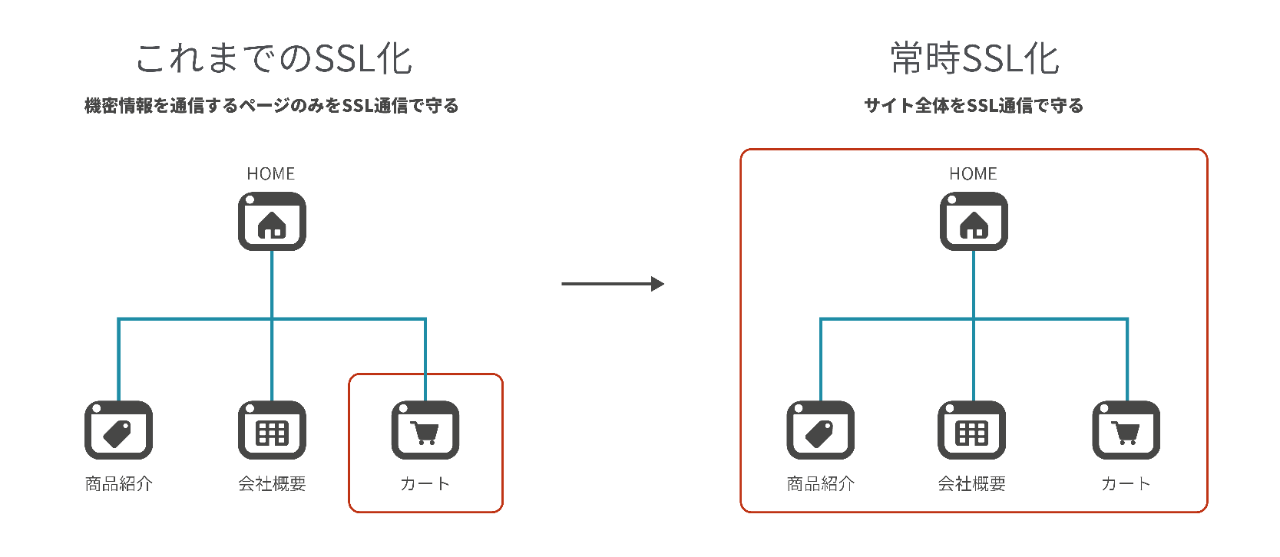 これまでのSSL化
機密情報を通信するページのみをSSL通信で守る
HOME
商品紹介
会社概要
カート
常時SSL化
サイト全体をSSL通信で守る
HOME
商品紹介
会社概要
カート